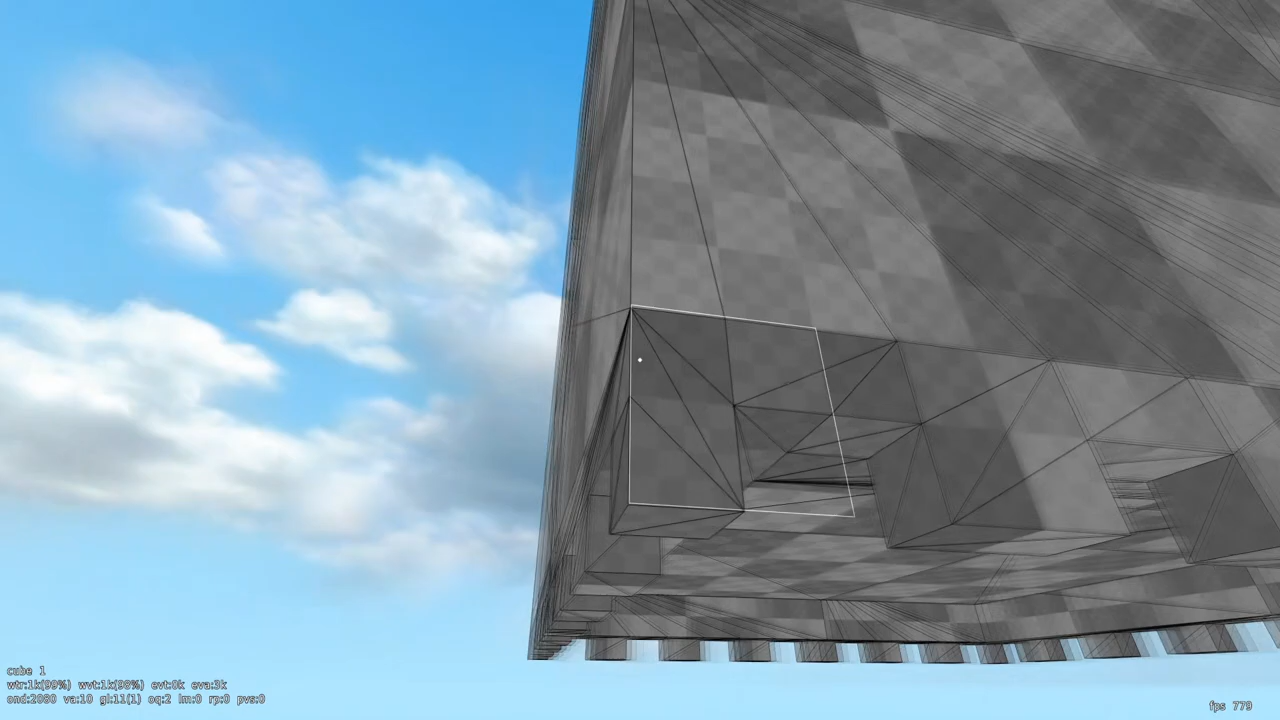 cube 1
wtr:1k(99%) wvt:1k(98%) evt:0k eva:3k
ond:2080 va:10 gl:11(1) oq:2 lm:0 rp:0 pvs:0
fps 779